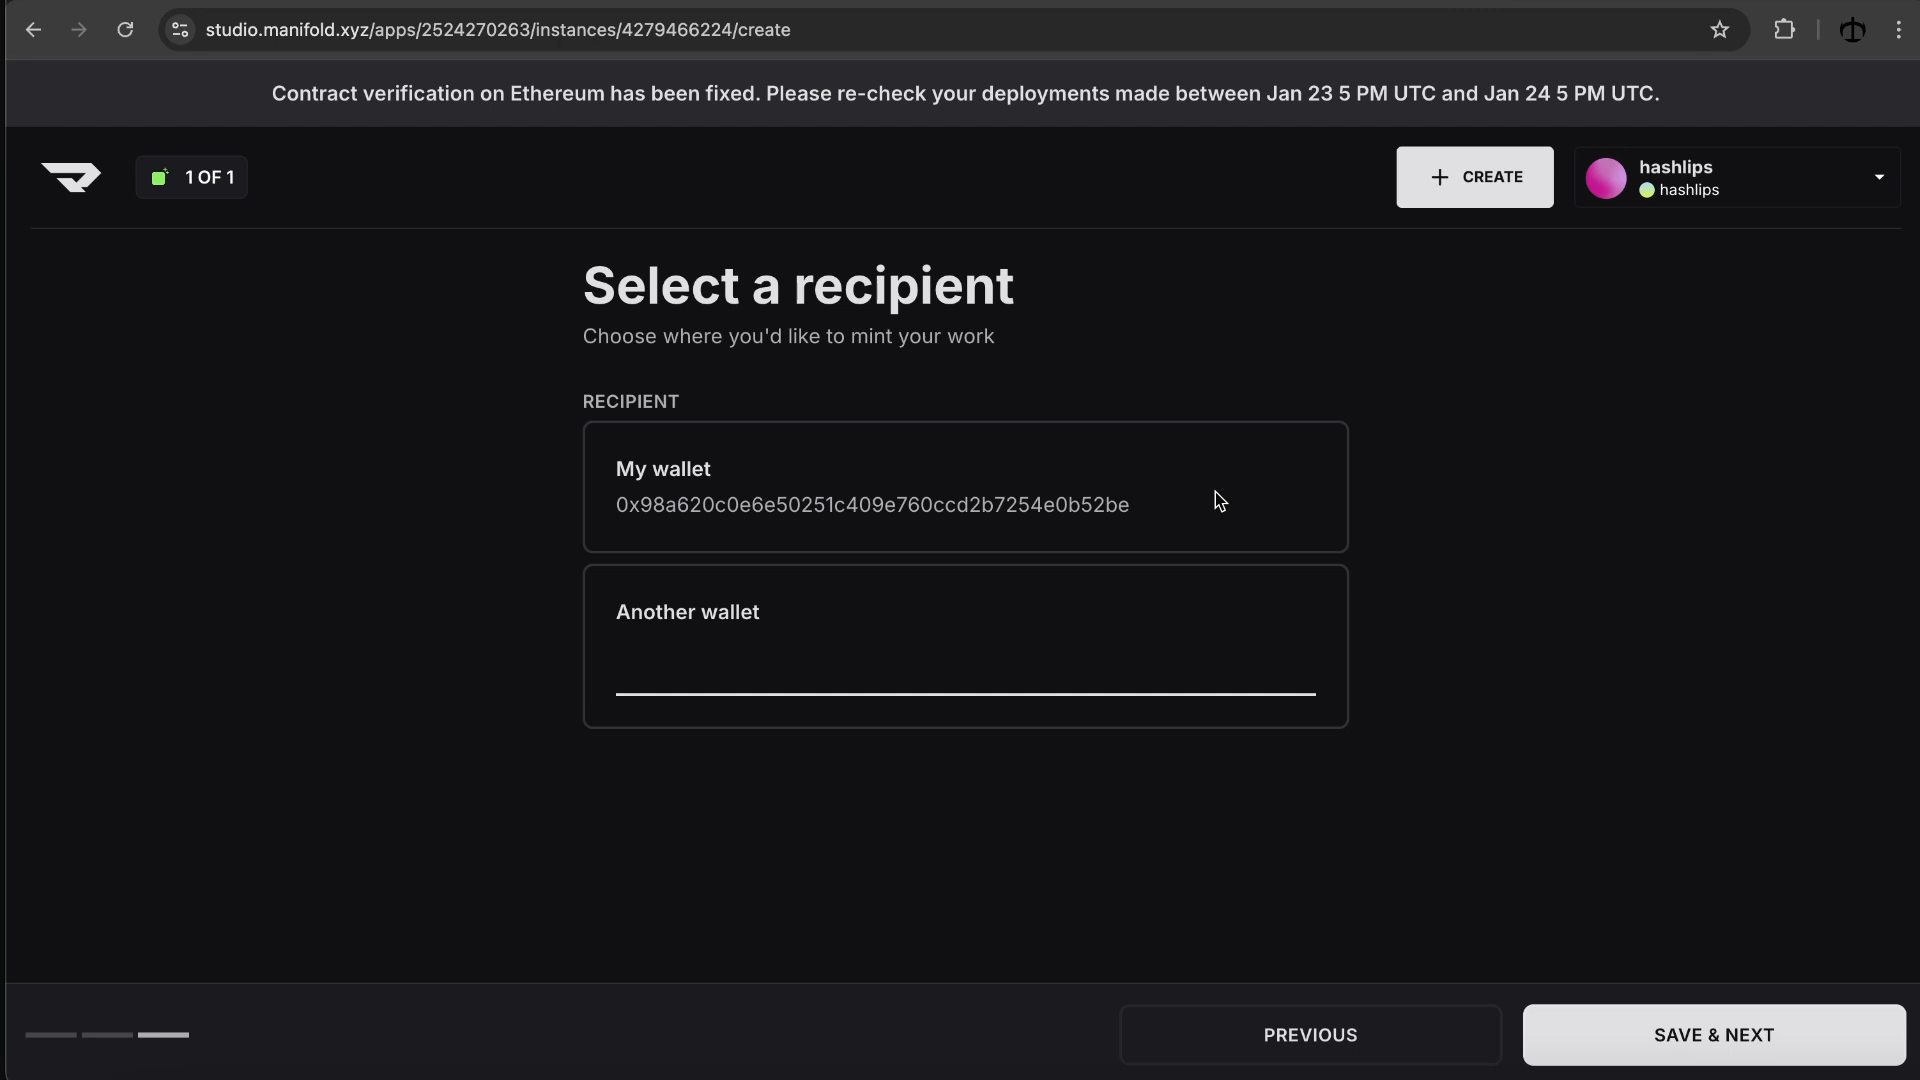 studio.manifold.xyz/apps/2524270263/instances/4279466224/create
Contract verification on Ethereum has been fixed. Please re-check your deployments made between Jan 23 5 PM UTC and Jan 24 5 PM UTC.
1 OF 1
+ CREATE
hashlips
hashlips
Select a recipient
Choose where you'd like to mint your work
RECIPIENT
My wallet
0x98a620c0e6e50251c409e760ccd2b7254e0b52be
Another wallet
PREVIOUS
SAVE & NEXT